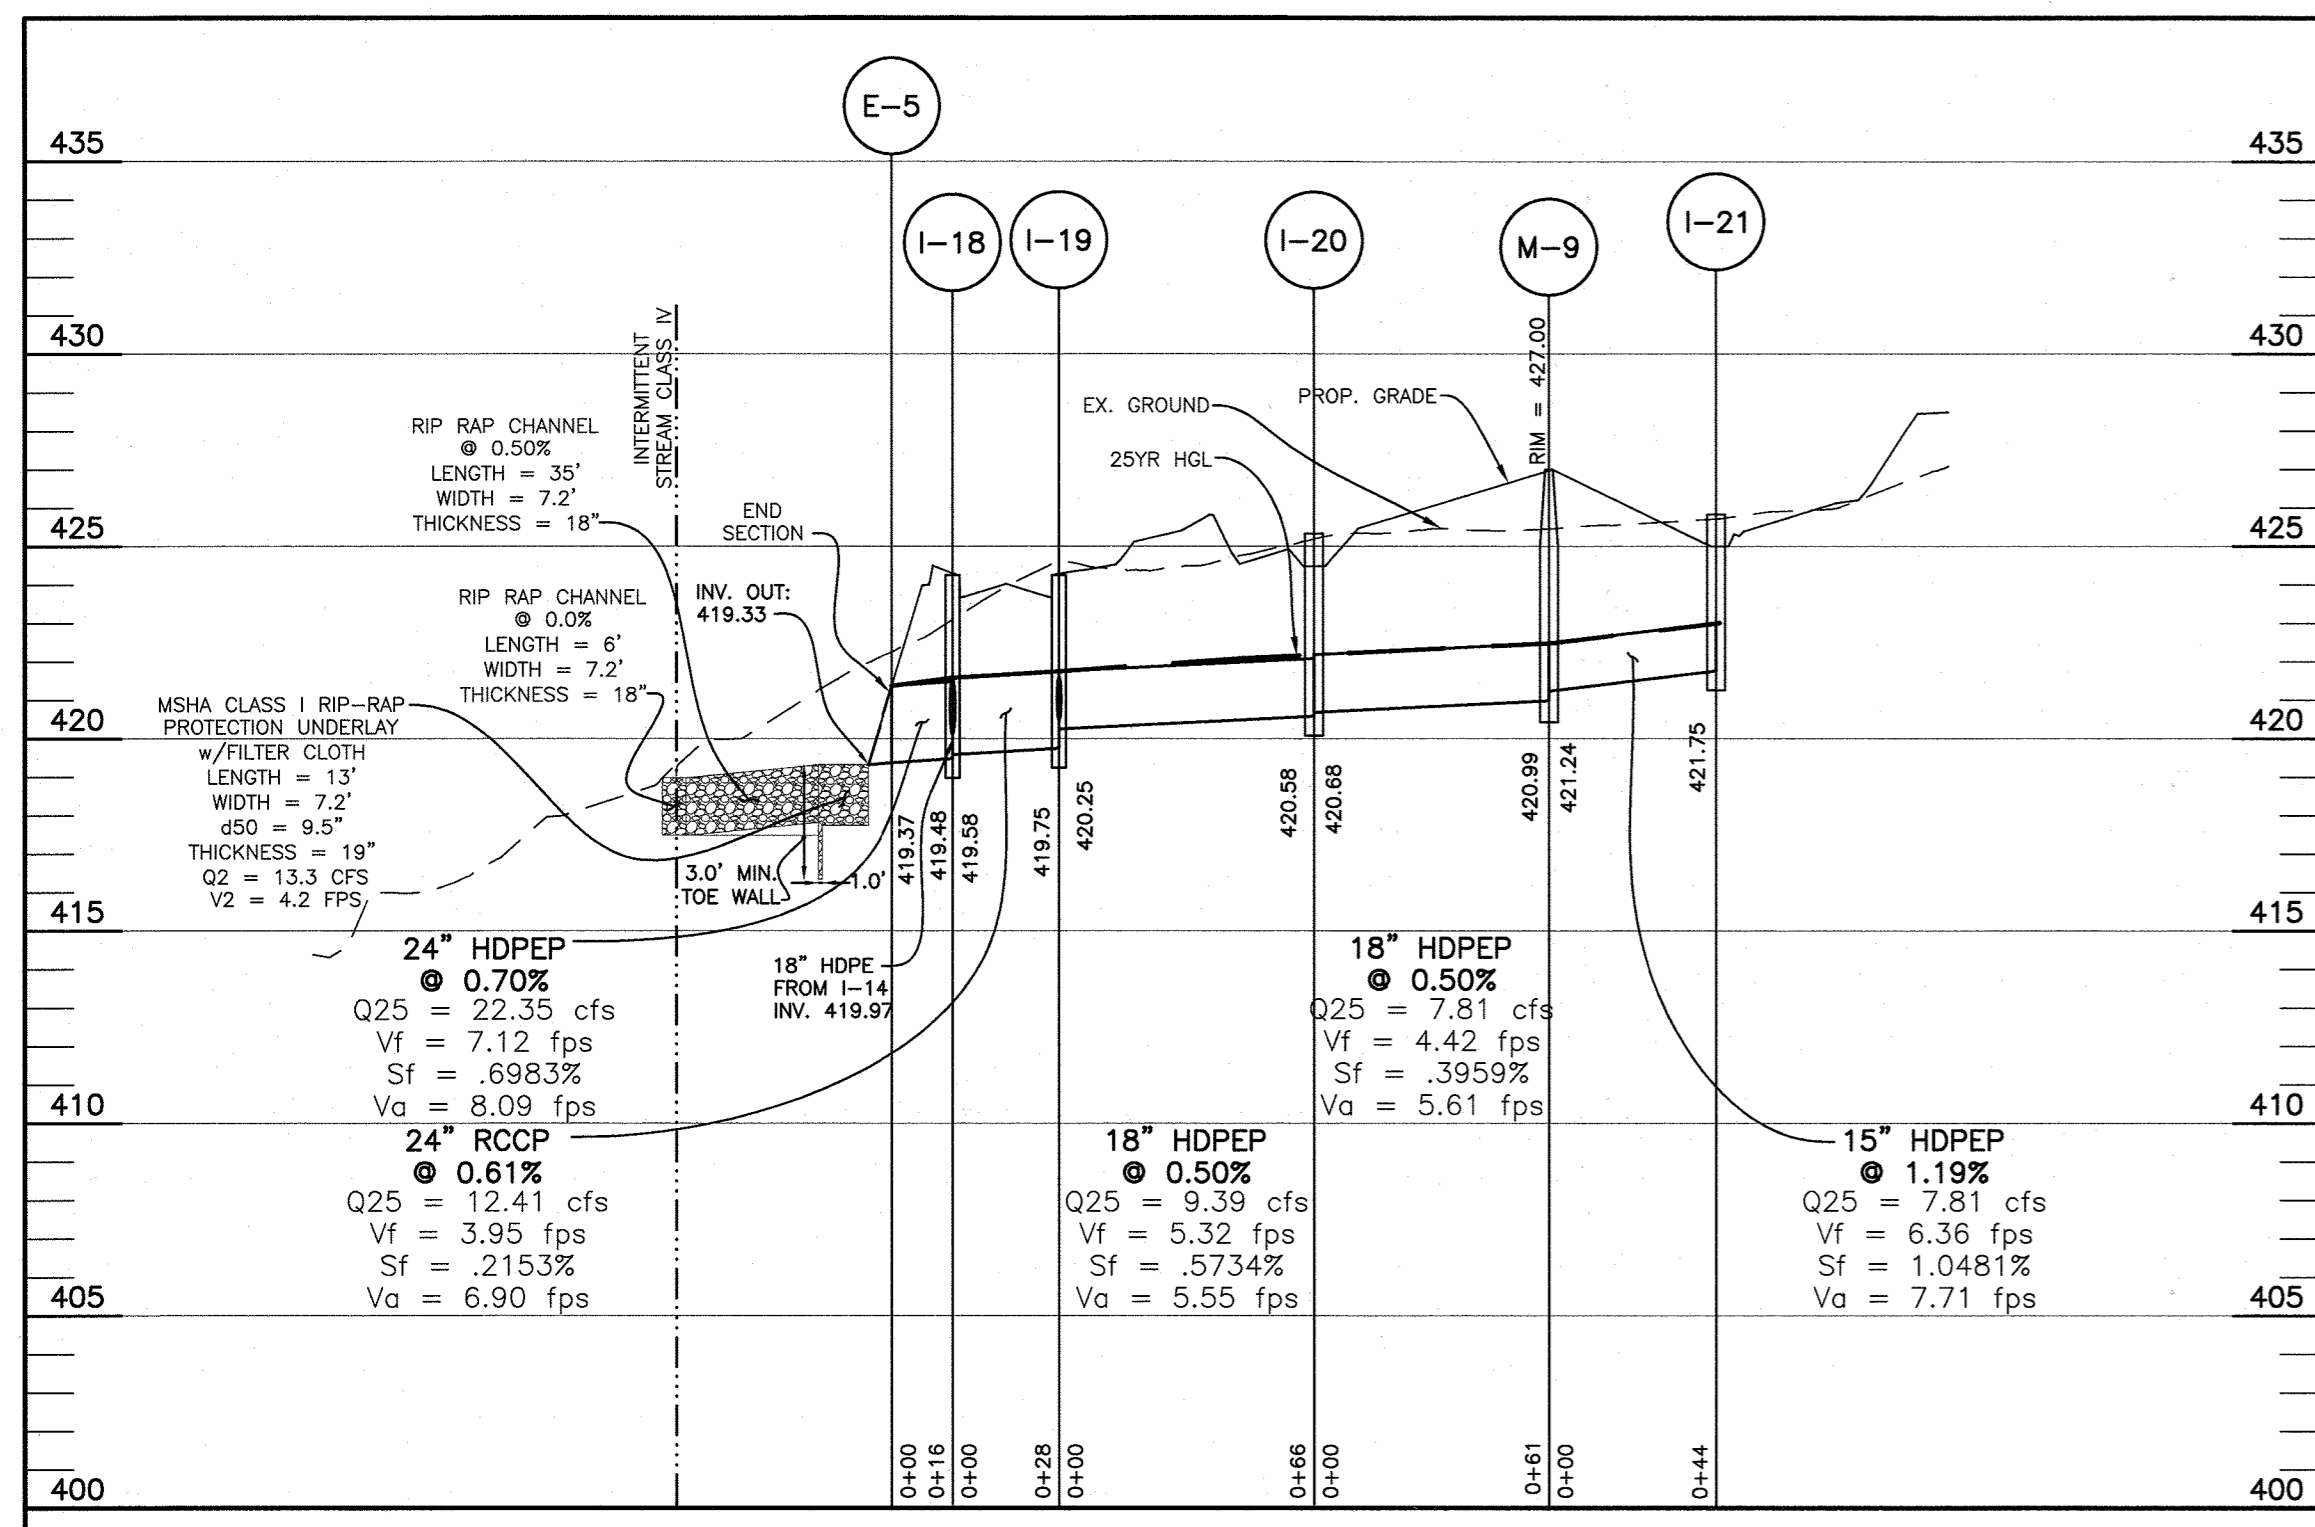 E-5
435
435
I-18
I-19
I-20
M-9
I-21
430
430
INTERMITTENT
STREAM CLASS IV
RIM = 427.00
EX. GROUND
PROP. GRADE
25YR HGL
RIP RAP CHANNEL
@ 0.50%
LENGTH = 35'
WIDTH = 7.2'
THICKNESS = 18"
END
SECTION
425
425
RIP RAP CHANNEL
@ 0.0%
LENGTH = 6'
WIDTH = 7.2'
THICKNESS = 18"
INV. OUT:
419.33
MSHA CLASS I RIP-RAP
PROTECTION UNDERLAY
w/FILTER CLOTH
LENGTH = 13'
WIDTH = 7.2'
d50 = 9.5"
THICKNESS = 19"
Q2 = 13.3 CFS
V2 = 4.2 FPS
420
420
3.0' MIN.
TOE WALL
1.0'
419.37
419.48
419.58
419.75
420.25
420.58
420.68
420.99
421.24
421.75
415
415
24" HDPEP
@ 0.70%
Q25 = 22.35 cfs
Vf = 7.12 fps
Sf = .6983%
Va = 8.09 fps
18" HDPE
FROM I-14
INV. 419.97
18" HDPEP
@ 0.50%
Q25 = 7.81 cfs
Vf = 4.42 fps
Sf = .3959%
Va = 5.61 fps
410
410
24" RCCP
@ 0.61%
Q25 = 12.41 cfs
Vf = 3.95 fps
Sf = .2153%
Va = 6.90 fps
18" HDPEP
@ 0.50%
Q25 = 9.39 cfs
Vf = 5.32 fps
Sf = .5734%
Va = 5.55 fps
15" HDPEP
@ 1.19%
Q25 = 7.81 cfs
Vf = 6.36 fps
Sf = 1.0481%
Va = 7.71 fps
405
405
0+00
0+16
0+00
0+28
0+00
0+66
0+00
0+61
0+00
0+44
400
400